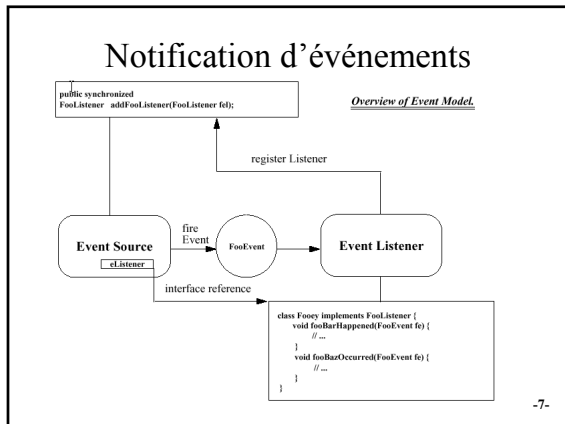 Notification d'événements
public synchronized
FooListener addFooListener(FooListener fel);
Overview of Event Model.
register Listener
Event Source
eListener
fire
Event
FooEvent
Event Listener
interface reference
class Fooey implements FooListener {
void fooBarHappened(FooEvent fe) {
// ...
}
void fooBazOccurred(FooEvent fe) {
// ...
}
}
-7-